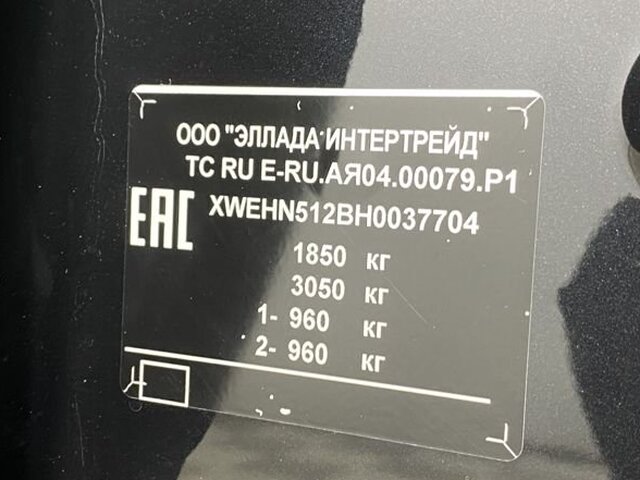 ООО "ЭЛЛАДА ИНТЕРТРЕЙД"
ТС RU Е-RU.АЯ04.00079.Р1
EAC
XWEHN512BH0037704
1850 кг
3050 кг
1- 960 кг
2- 960 кг